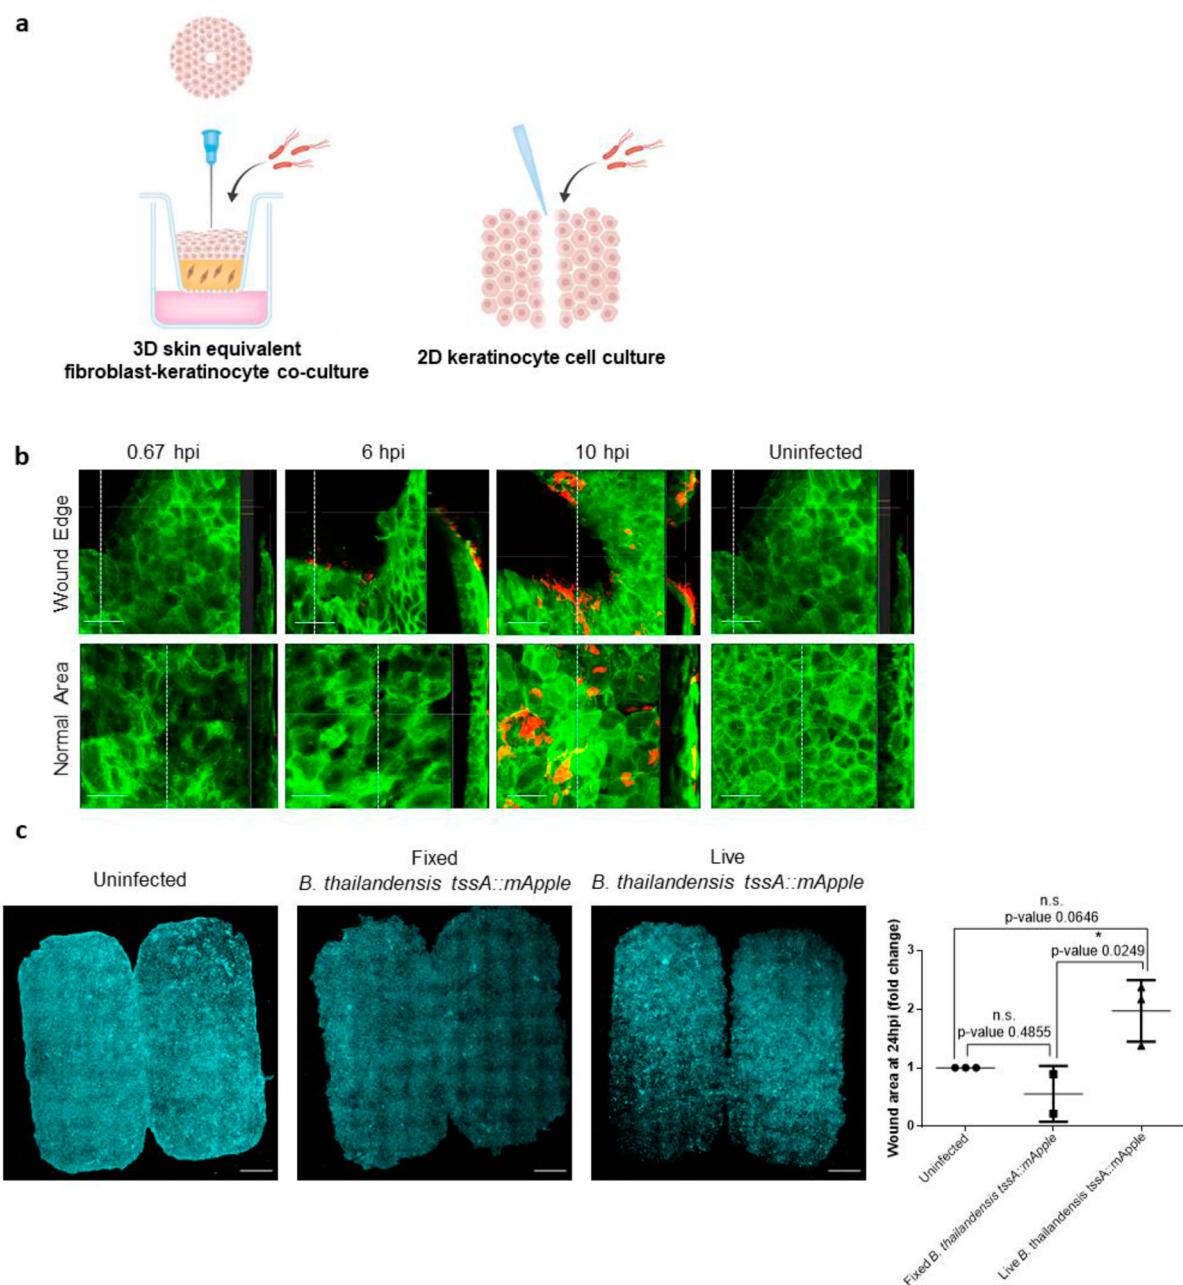 a
3D skin equivalent
fibroblast-keratinocyte co-culture
2D keratinocyte cell culture
b
0.67 hpi
6 hpi
10 hpi
Uninfected
Wound Edge
Normal Area
c
Uninfected
Fixed
B. thailandensis tssA::mApple
Live
B. thailandensis tssA::mApple
n.s.
p-value 0.0646
*
p-value 0.0249
n.s.
p-value 0.4855
Wound area at 24hpi (fold change)
3
2
1
0
Uninfected
Fixed B. thailandensis tssA::mApple
Live B. thailandensis tssA::mApple